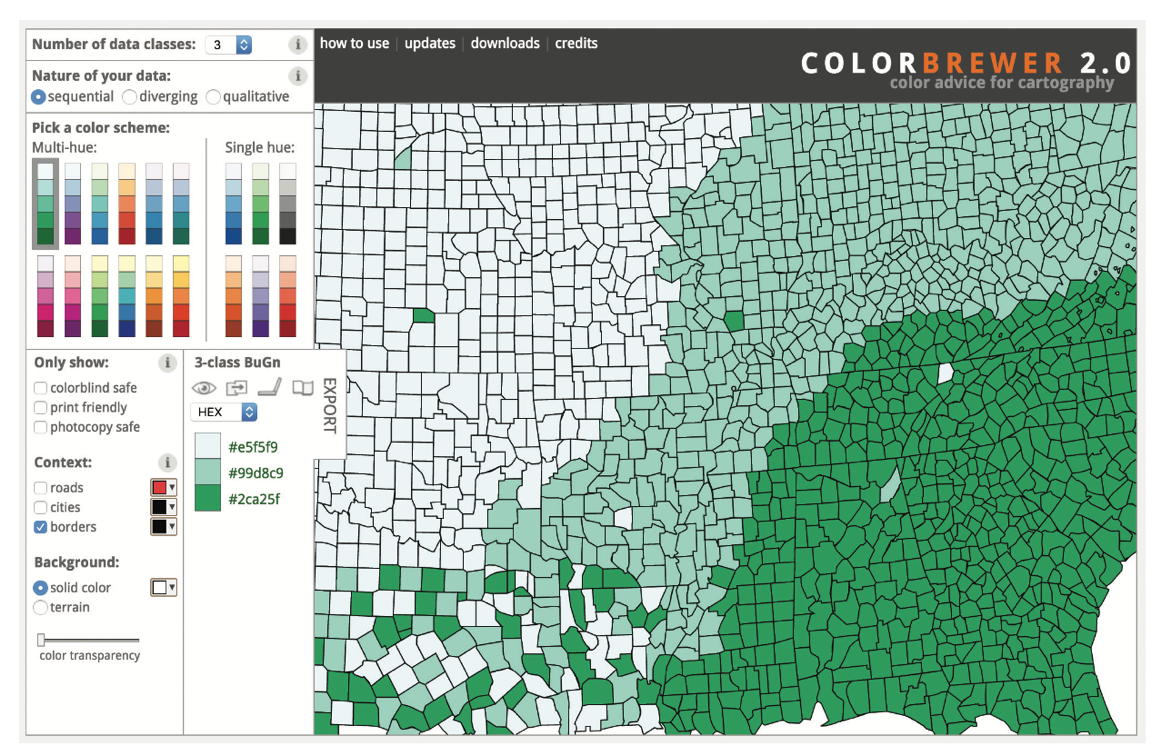 Number of data classes: 3 i
how to use | updates | downloads | credits
COLORBREWER 2.0
color advice for cartography
Nature of your data: i
sequential diverging qualitative
Pick a color scheme:
Multi-hue: Single hue:
Only show: i
colorblind safe
print friendly
photocopy safe
Context: i
roads
cities
borders
Background:
solid color
terrain
color transparency
3-class BuGn
EXPORT
HEX
#e5f5f9
#99d8c9
#2ca25f